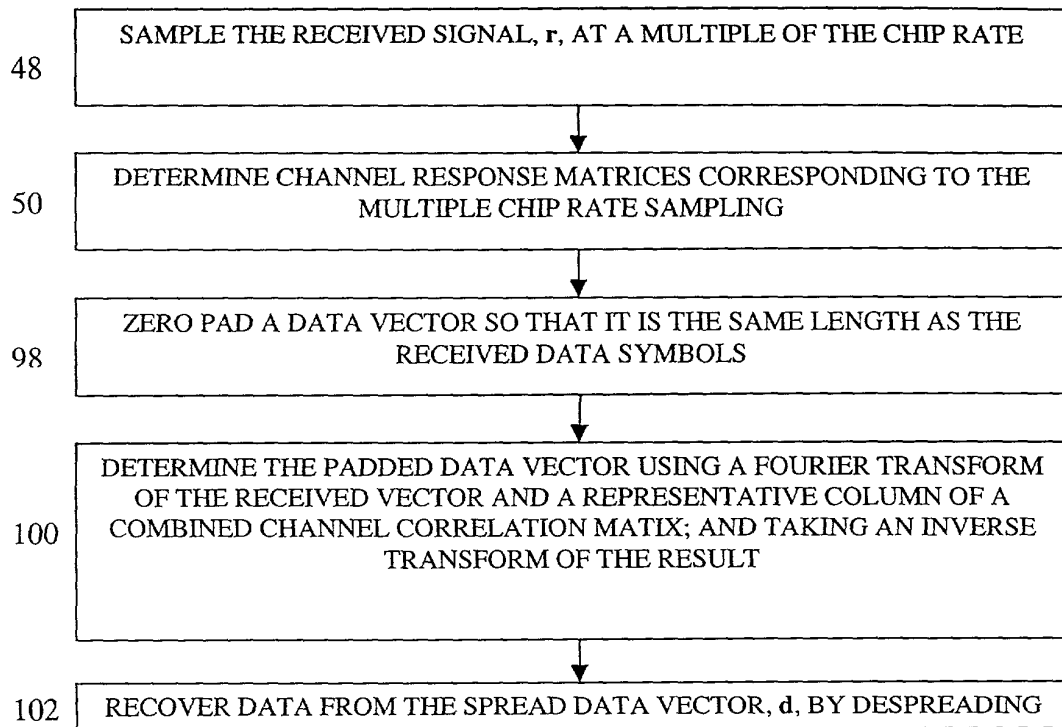 48
SAMPLE THE RECEIVED SIGNAL, r, AT A MULTIPLE OF THE CHIP RATE
50
DETERMINE CHANNEL RESPONSE MATRICES CORRESPONDING TO THE
MULTIPLE CHIP RATE SAMPLING
98
ZERO PAD A DATA VECTOR SO THAT IT IS THE SAME LENGTH AS THE
RECEIVED DATA SYMBOLS
100
DETERMINE THE PADDED DATA VECTOR USING A FOURIER TRANSFORM
OF THE RECEIVED VECTOR AND A REPRESENTATIVE COLUMN OF A
COMBINED CHANNEL CORRELATION MATIX; AND TAKING AN INVERSE
TRANSFORM OF THE RESULT
102
RECOVER DATA FROM THE SPREAD DATA VECTOR, d, BY DESPREADING